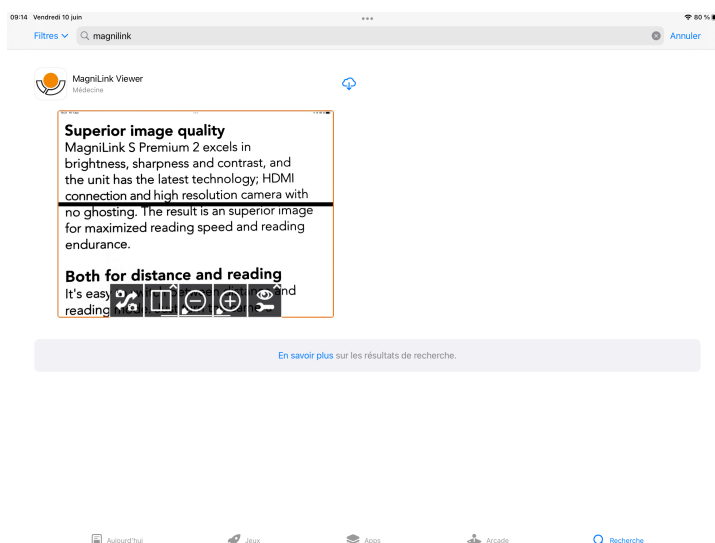 09:14 Vendredi 10 juin
80 %
Filtres
magnilink
Annuler
MagniLink Viewer
Médecine
Superior image quality
MagniLink S Premium 2 excels in
brightness, sharpness and contrast, and
the unit has the latest technology; HDMI
connection and high resolution camera with
no ghosting. The result is an superior image
for maximized reading speed and reading
endurance.
Both for distance and reading
It's easy and
reading
En savoir plus sur les résultats de recherche.
Aujourd'hui
Jeux
Apps
Arcade
Recherche